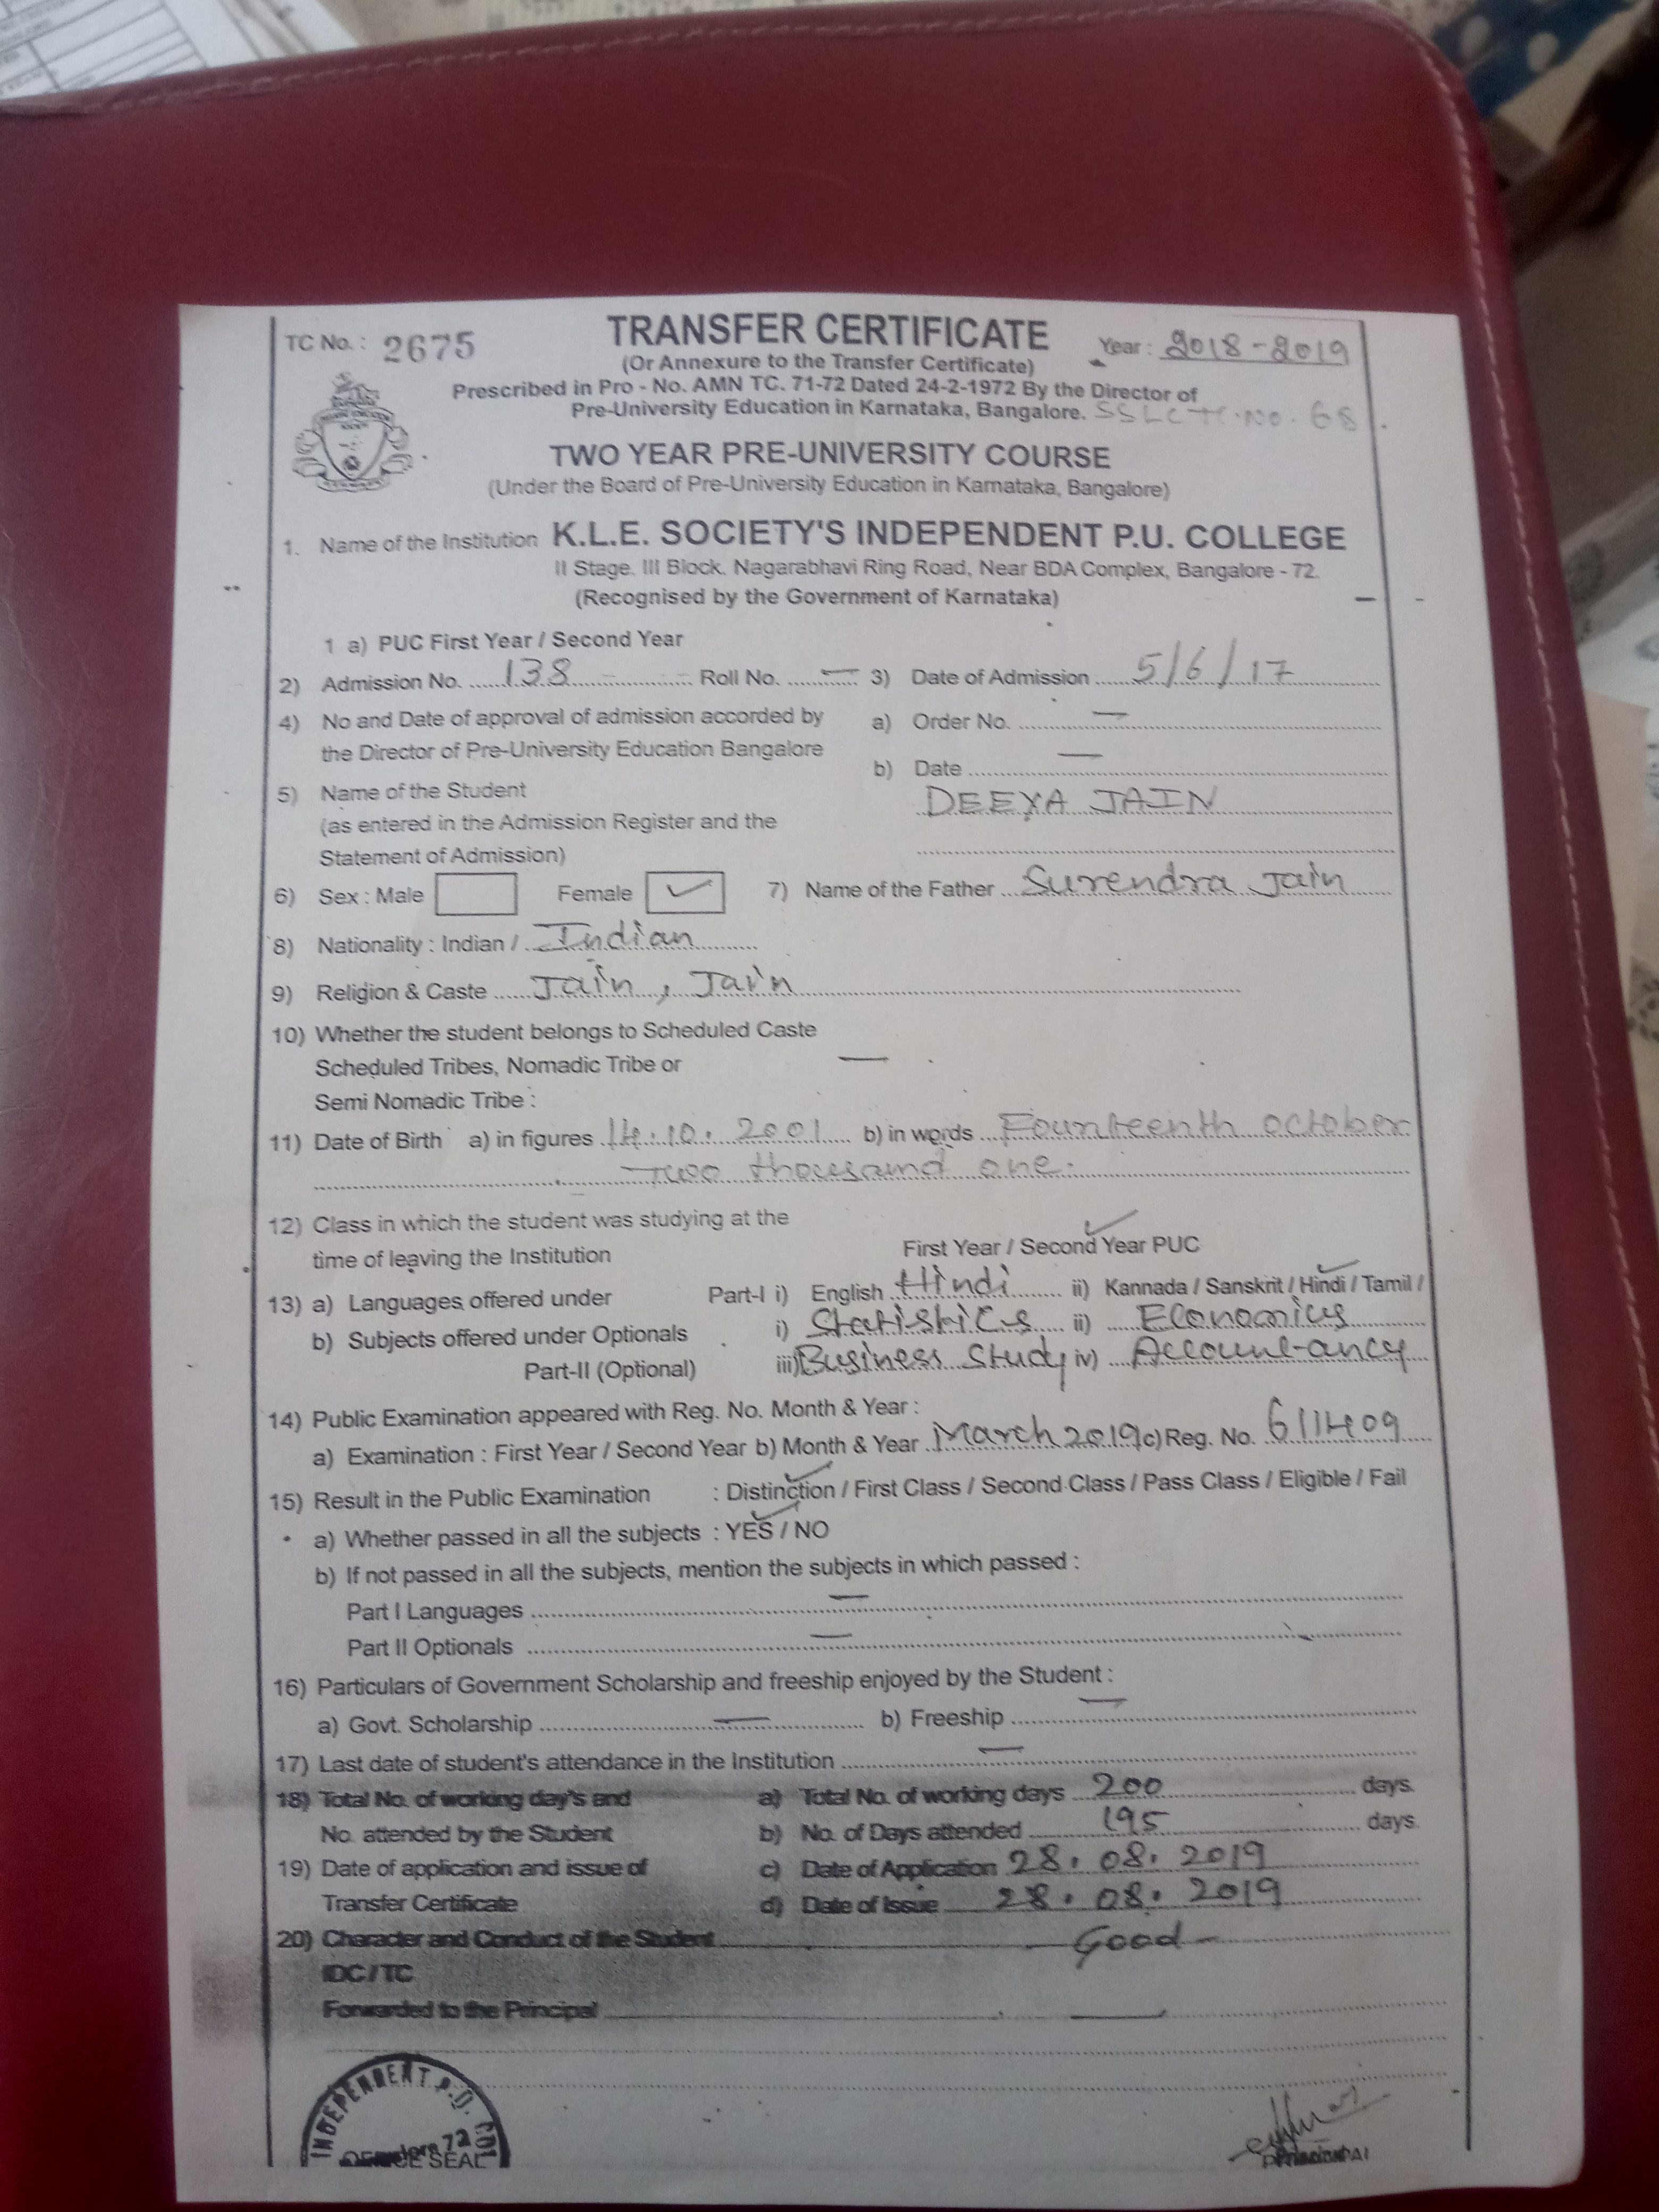 TC No. : 2675
TRANSFER CERTIFICATE
Year : 2018-2019
(Or Annexure to the Transfer Certificate)
Prescribed in Pro - No. AMN TC. 71-72 Dated 24-2-1972 By the Director of
Pre-University Education in Karnataka, Bangalore. SSLC TC.No. 68
TWO YEAR PRE-UNIVERSITY COURSE
(Under the Board of Pre-University Education in Karnataka, Bangalore)
1. Name of the Institution K.L.E. SOCIETY'S INDEPENDENT P.U. COLLEGE
II Stage. III Block. Nagarabhavi Ring Road, Near BDA Complex, Bangalore - 72.
(Recognised by the Government of Karnataka)
1 a) PUC First Year / Second Year
2) Admission No. 138 Roll No. — 3) Date of Admission 5/6/17
4) No and Date of approval of admission accorded by a) Order No. —
the Director of Pre-University Education Bangalore
b) Date —
5) Name of the Student DEEYA JAIN
(as entered in the Admission Register and the
Statement of Admission)
6) Sex : Male Female ✓ 7) Name of the Father Surendra Jain
8) Nationality : Indian / Indian
9) Religion & Caste Jain, Jain
10) Whether the student belongs to Scheduled Caste
Scheduled Tribes, Nomadic Tribe or —
Semi Nomadic Tribe :
11) Date of Birth a) in figures 14.10.2001 b) in words Fourteenth october
Two thousand one.
12) Class in which the student was studying at the
time of leaving the Institution First Year / Second Year PUC
13) a) Languages offered under Part-I i) English Hindi ii) Kannada / Sanskrit / Hindi / Tamil /
b) Subjects offered under Optionals i) Statistics ii) Economics
Part-II (Optional) iii) Business Study iv) Accountancy
14) Public Examination appeared with Reg. No. Month & Year :
a) Examination : First Year / Second Year b) Month & Year March 2019 c) Reg. No. 611409
15) Result in the Public Examination : Distinction / First Class / Second Class / Pass Class / Eligible / Fail
a) Whether passed in all the subjects : YES / NO
b) If not passed in all the subjects, mention the subjects in which passed :
Part I Languages —
Part II Optionals —
16) Particulars of Government Scholarship and freeship enjoyed by the Student :
a) Govt. Scholarship — b) Freeship —
17) Last date of student's attendance in the Institution —
18) Total No. of working day's and a) Total No. of working days 200 days.
No. attended by the Student b) No. of Days attended 195 days.
19) Date of application and issue of c) Date of Application 28.08.2019
Transfer Certificate d) Date of Issue 28.08.2019
20) Character and Conduct of the Student Good
IDC / TC
Forwarded to the Principal —
INDEPENDENT P.U. COL
72
OFFICE SEAL